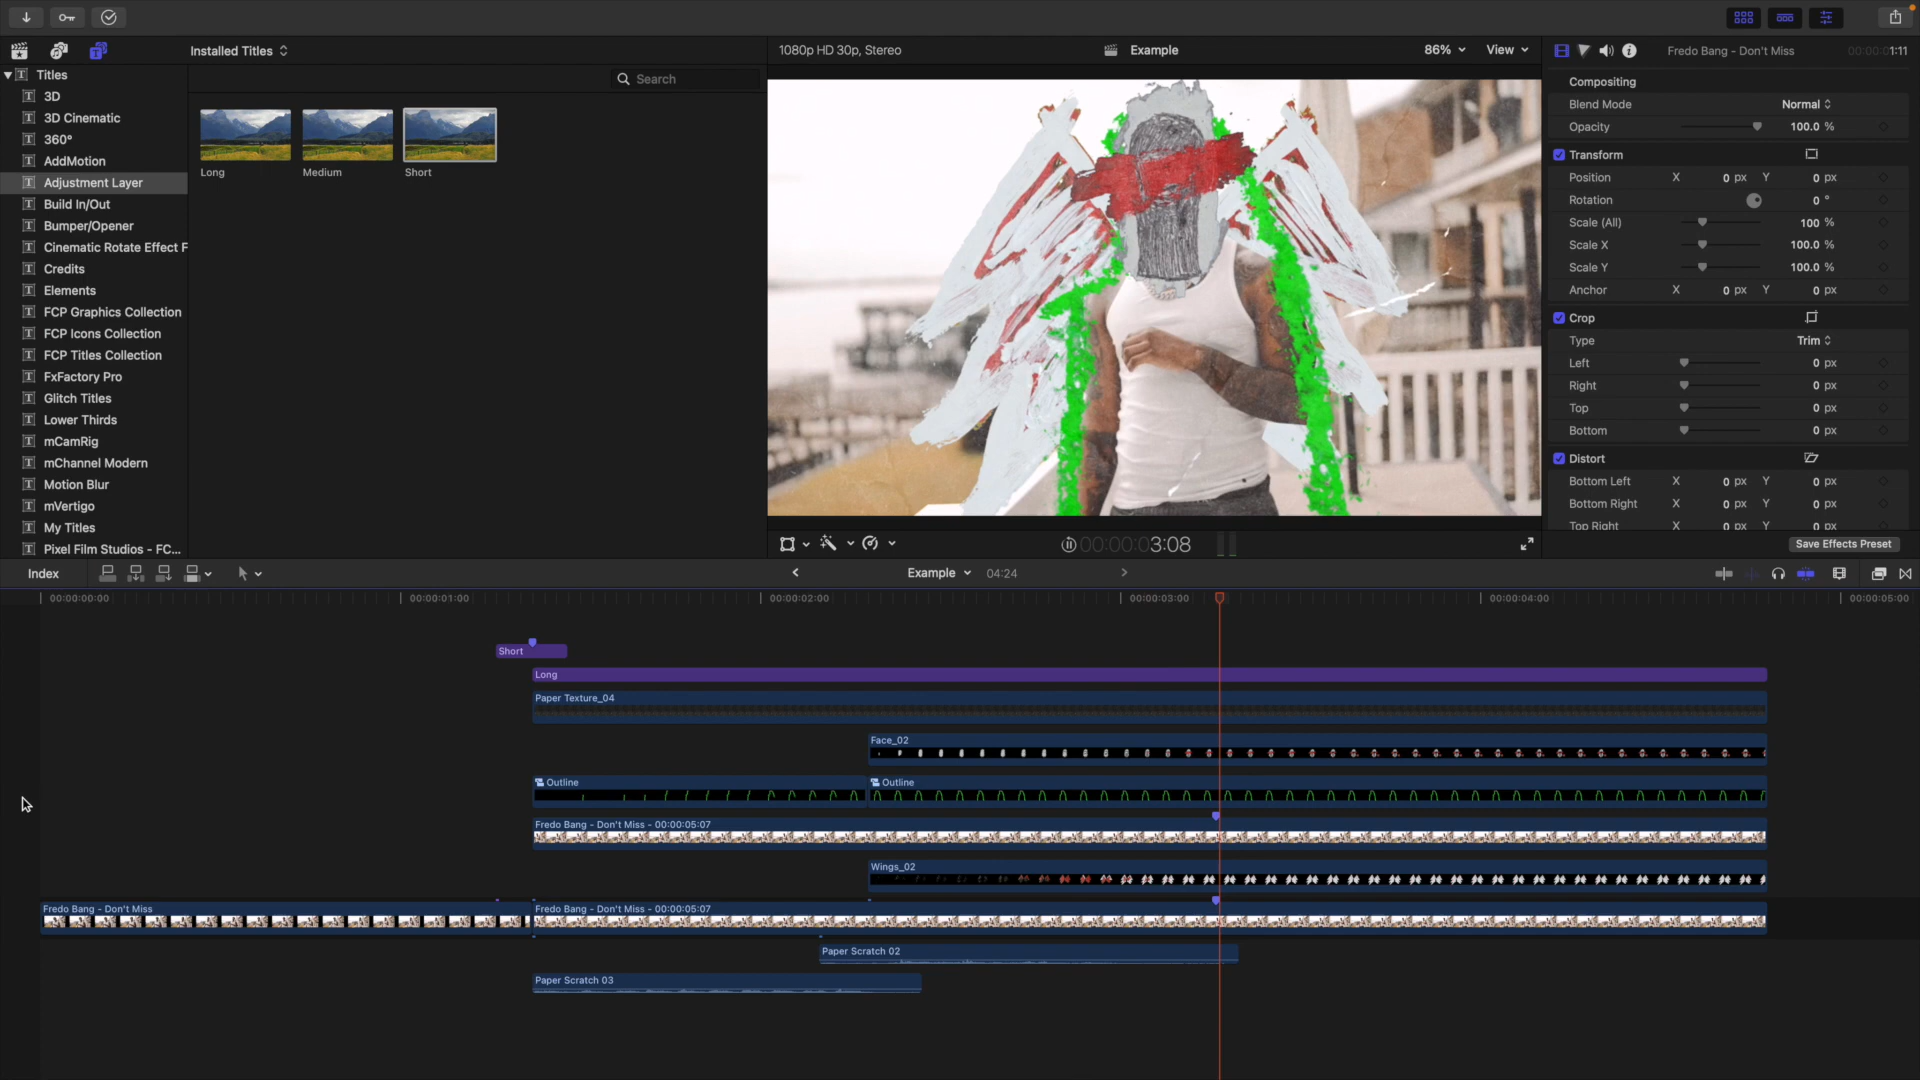 Installed Titles
1080p HD 30p, Stereo
Example
86%
View
Fredo Bang - Don't Miss
00:00:01:11
Titles
3D
3D Cinematic
360°
AddMotion
Adjustment Layer
Build In/Out
Bumper/Opener
Cinematic Rotate Effect F
Credits
Elements
FCP Graphics Collection
FCP Icons Collection
FCP Titles Collection
FxFactory Pro
Glitch Titles
Lower Thirds
mCamRig
mChannel Modern
Motion Blur
mVertigo
My Titles
Pixel Film Studios - FC...
Search
Long
Medium
Short
Compositing
Blend Mode Normal
Opacity 100.0 %
Transform
Position X 0 px Y 0 px
Rotation 0 °
Scale (All) 100 %
Scale X 100.0 %
Scale Y 100.0 %
Anchor X 0 px Y 0 px
Crop
Type Trim
Left 0 px
Right 0 px
Top 0 px
Bottom 0 px
Distort
Bottom Left X 0 px Y 0 px
Bottom Right X 0 px Y 0 px
Top Right X 0 px Y 0 px
00:00:03:08
Save Effects Preset
Index
Example
04:24
00:00:00:00
00:00:01:00
00:00:02:00
00:00:03:00
00:00:04:00
00:00:05:00
Short
Long
Paper Texture_04
Face_02
Outline
Outline
Fredo Bang - Don't Miss - 00:00:05:07
Wings_02
Fredo Bang - Don't Miss
Fredo Bang - Don't Miss - 00:00:05:07
Paper Scratch 02
Paper Scratch 03